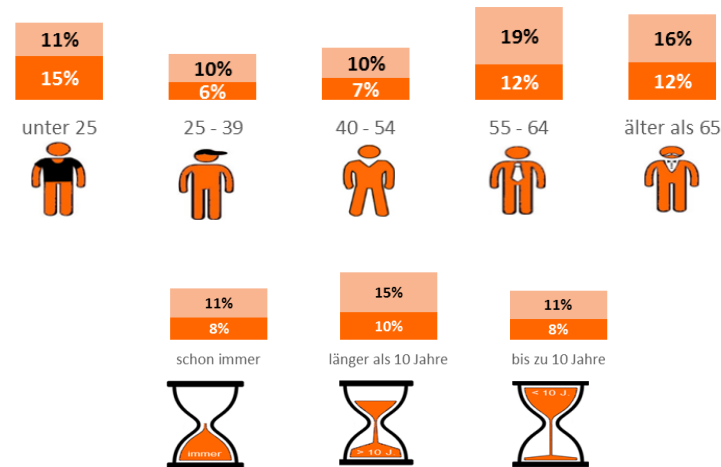 11% 10% 10% 19% 16%
15% 6% 7% 12% 12%
unter 25 25 - 39 40 - 54 55 - 64 älter als 65
11% 15% 11%
8% 10% 8%
schon immer länger als 10 Jahre bis zu 10 Jahre
< 10 J.
immer > 10 J.